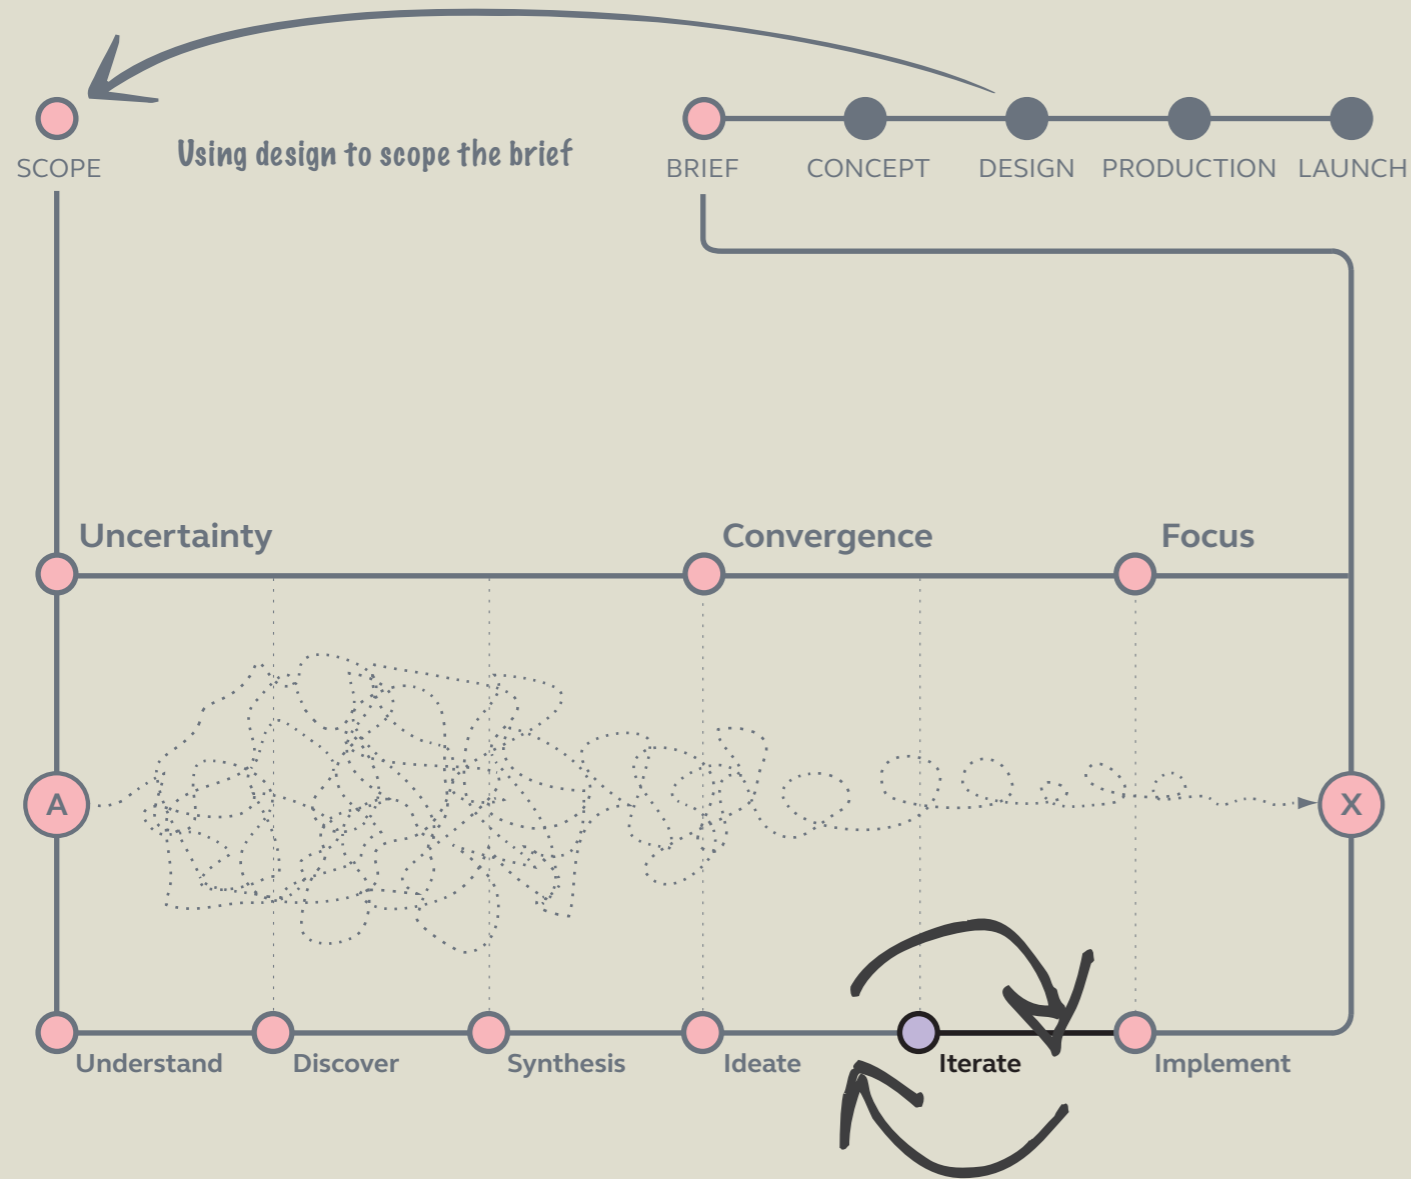 SCOPE
Using design to scope the brief
BRIEF
CONCEPT
DESIGN
PRODUCTION
LAUNCH
Uncertainty
Convergence
Focus
A
X
Understand
Discover
Synthesis
Ideate
Iterate
Implement